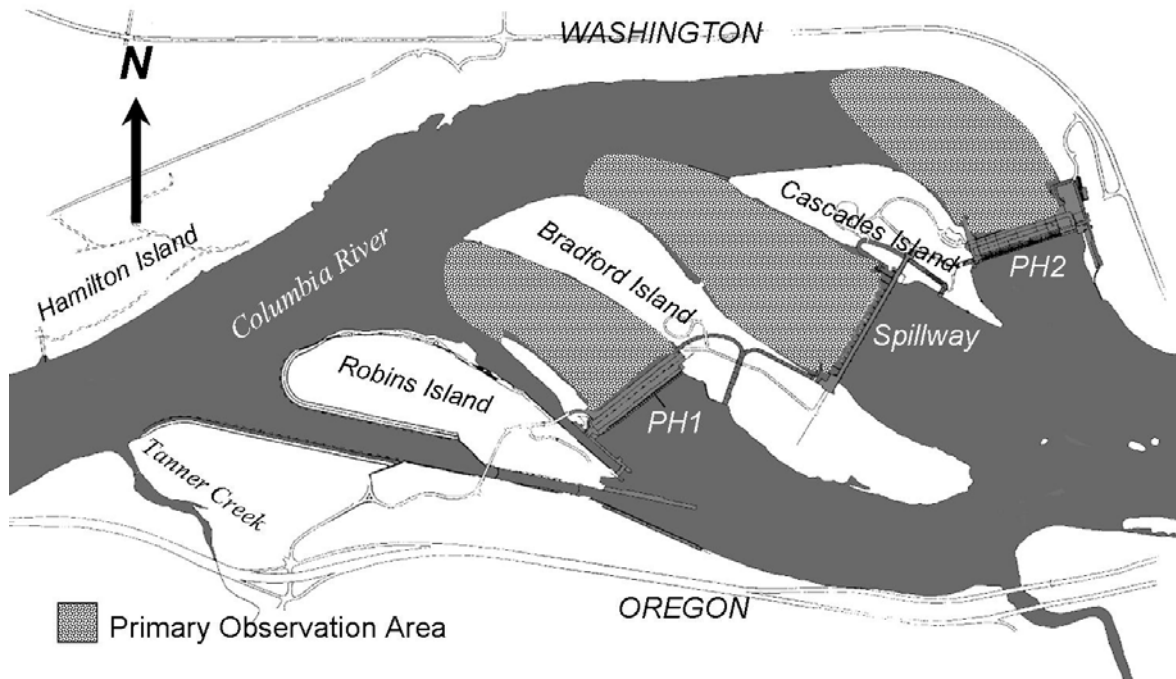 WASHINGTON
N
Hamilton Island
Columbia River
Cascades Island
Bradford Island
PH2
Spillway
Robins Island
PH1
Tanner Creek
OREGON
Primary Observation Area